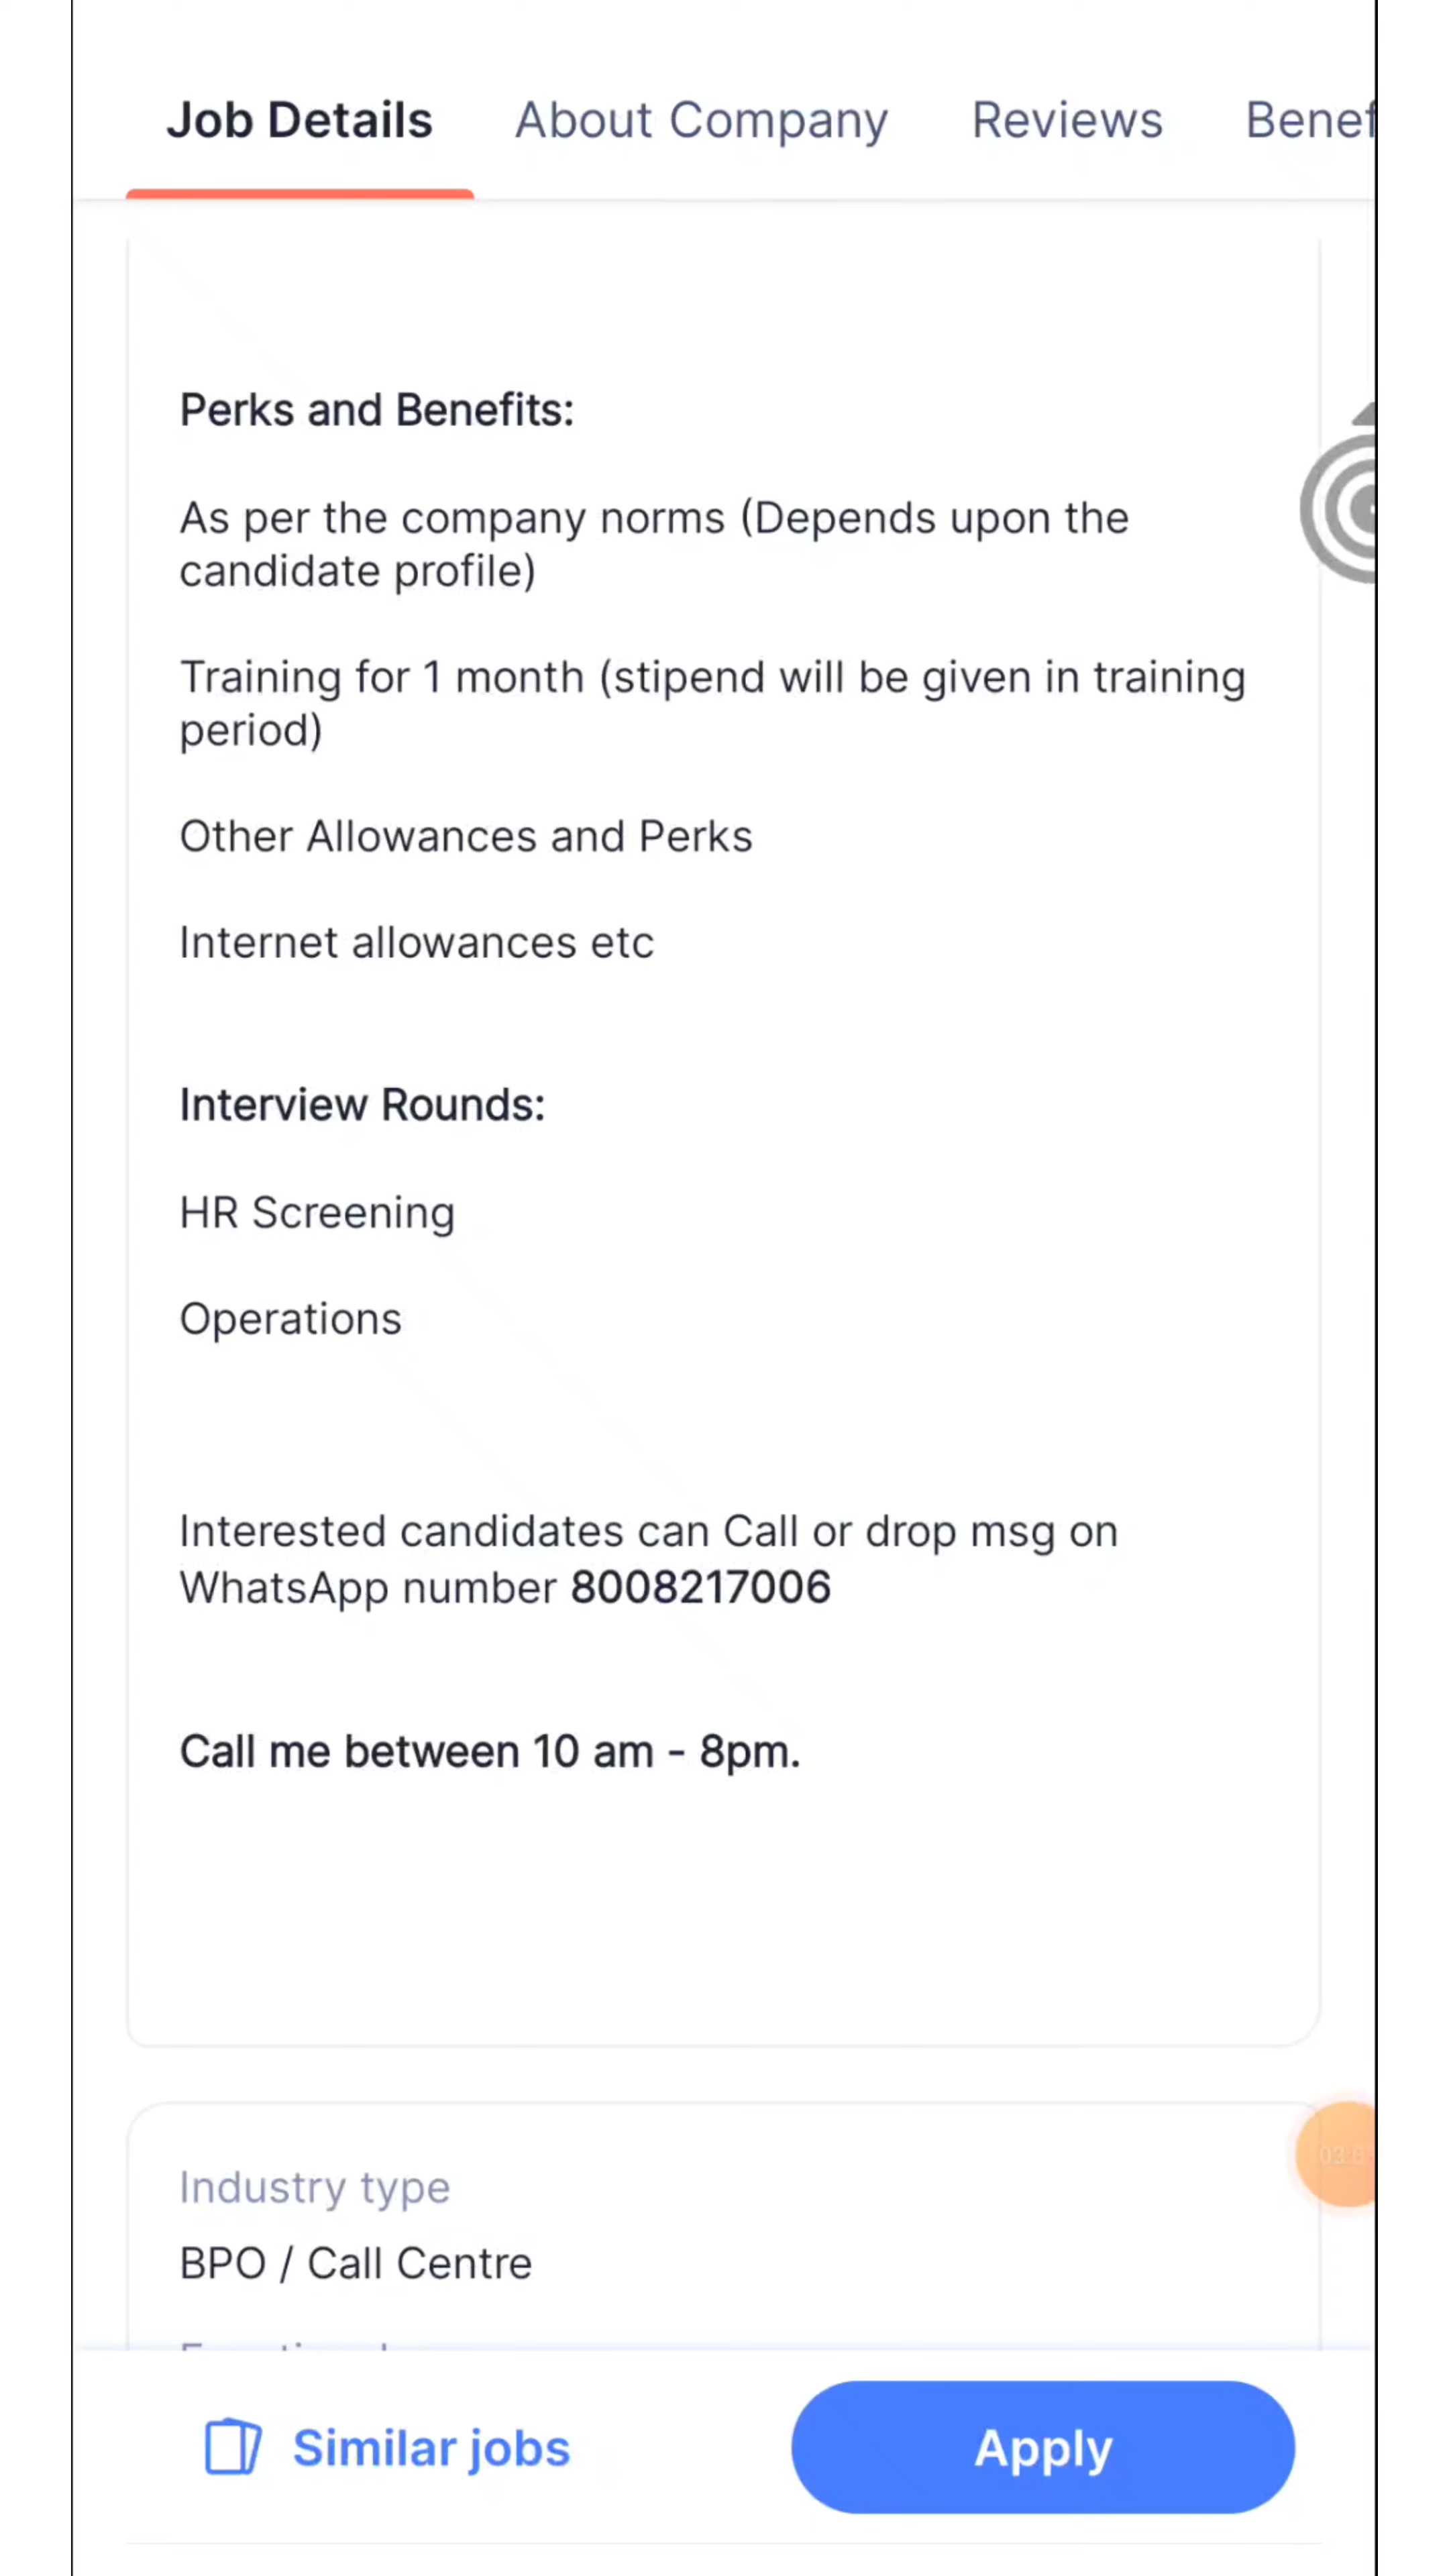 Job Details About Company Reviews Benef
Perks and Benefits:
As per the company norms (Depends upon the
candidate profile)
Training for 1 month (stipend will be given in training
period)
Other Allowances and Perks
Internet allowances etc
Interview Rounds:
HR Screening
Operations
Interested candidates can Call or drop msg on
WhatsApp number 8008217006
Call me between 10 am - 8pm.
Industry type
BPO / Call Centre
Similar jobs Apply